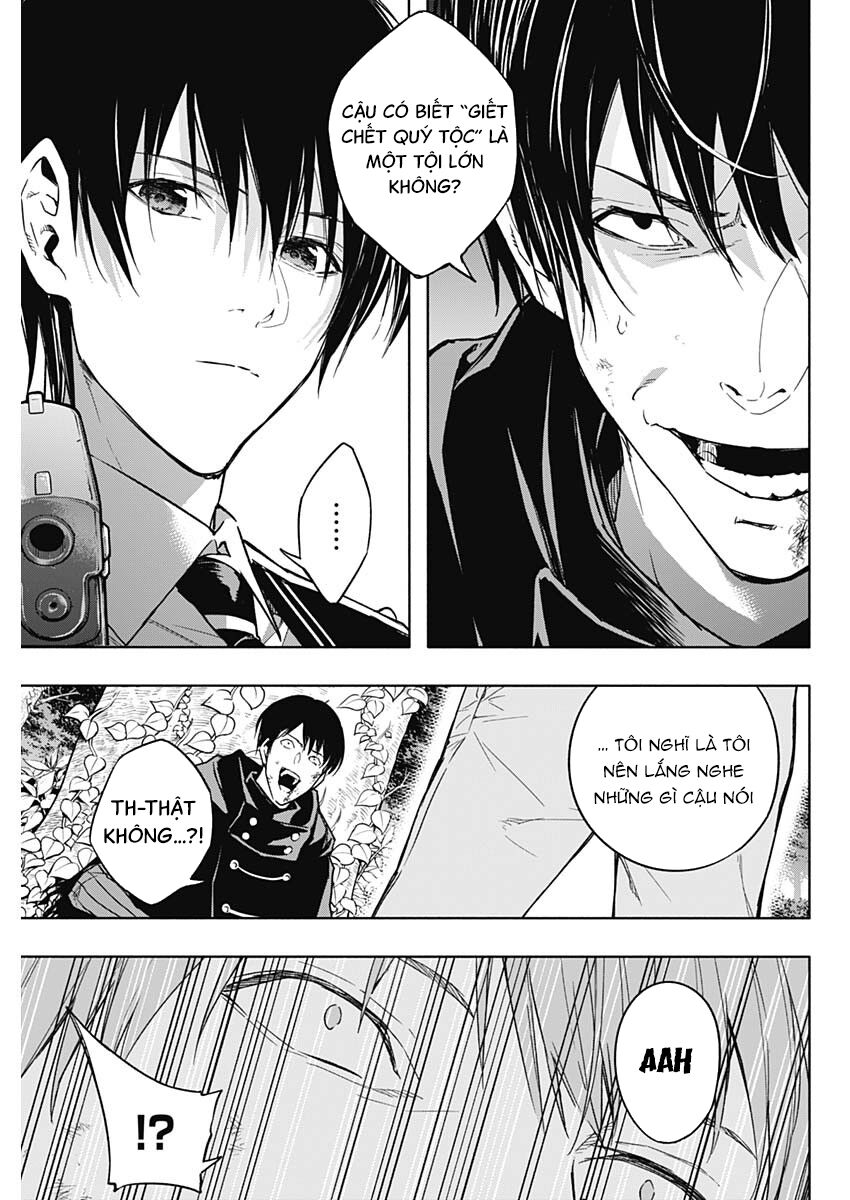 CẬU CÓ BIẾT “GIẾT
CHẾT QUÝ TỘC” LÀ
MỘT TỘI LỚN
KHÔNG?
......
... TÔI NGHĨ LÀ TÔI
NÊN LẮNG NGHE
NHỮNG GÌ CẬU NÓI
TH-THẬT
KHÔNG...?!
AAH
!?